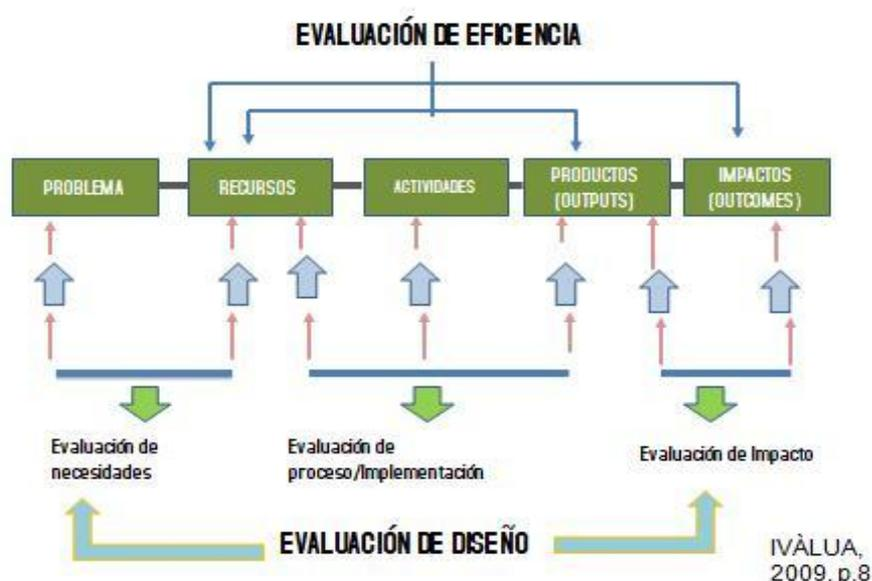 EVALUACIÓN DE EFICIENCIA
PROBLEMA
RECURSOS
ACTIVIDADES
PRODUCTOS
(OUTPUTS)
IMPACTOS
(OUTCOMES)
Evaluación de
necesidades
Evaluación de
proceso/Implementación
Evaluación de Impacto
EVALUACIÓN DE DISEÑO
IVÀLUA,
2009, p.8